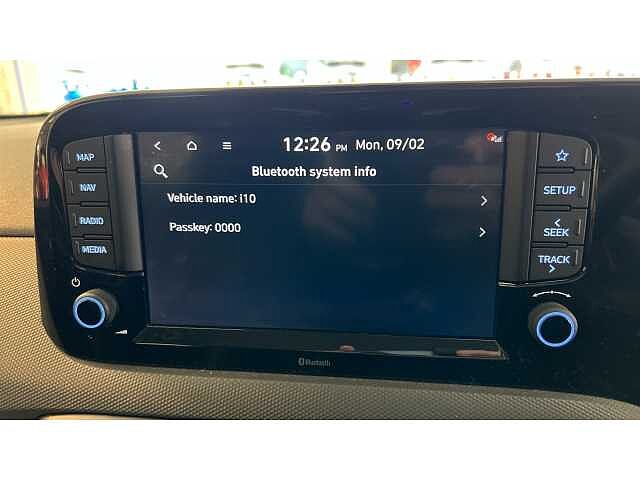 12:26 PM Mon, 09/02
Bluetooth system info
Vehicle name: i10
Passkey: 0000
MAP
NAV
RADIO
MEDIA
SETUP
SEEK
TRACK
Bluetooth